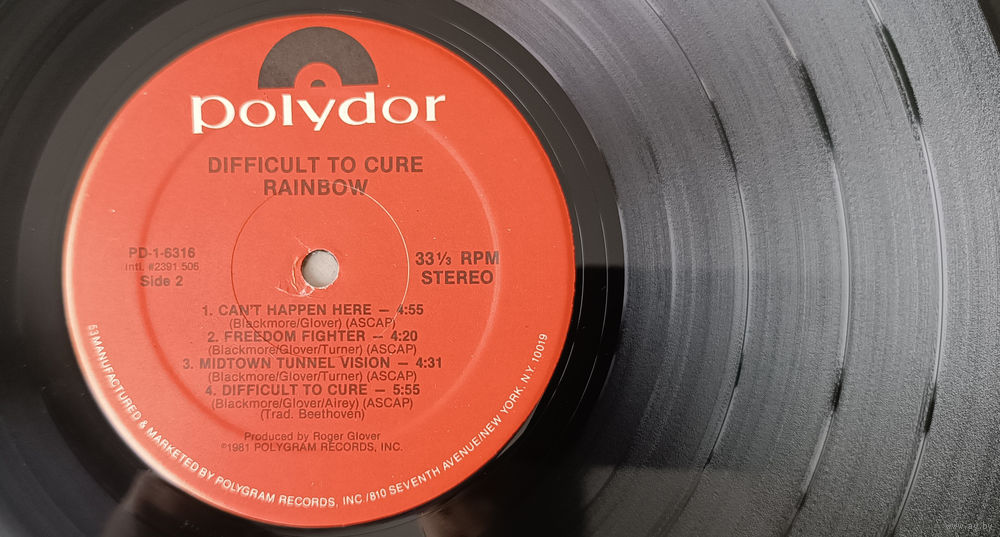 polydor
DIFFICULT TO CURE
RAINBOW
PD-1-6316
Intl. #2391 506
Side 2
33⅓ RPM
STEREO
1. CAN'T HAPPEN HERE — 4:55
(Blackmore/Glover) (ASCAP)
2. FREEDOM FIGHTER — 4:20
(Blackmore/Glover/Turner) (ASCAP)
3. MIDTOWN TUNNEL VISION — 4:31
(Blackmore/Glover/Turner) (ASCAP)
4. DIFFICULT TO CURE — 5:55
(Blackmore/Glover/Airey) (ASCAP)
(Trad. Beethoven)
Produced by Roger Glover
©1981 POLYGRAM RECORDS, INC.
53MANUFACTURED & MARKETED BY POLYGRAM RECORDS, INC /810 SEVENTH AVENUE/NEW YORK, N.Y. 10019
www.ay.by